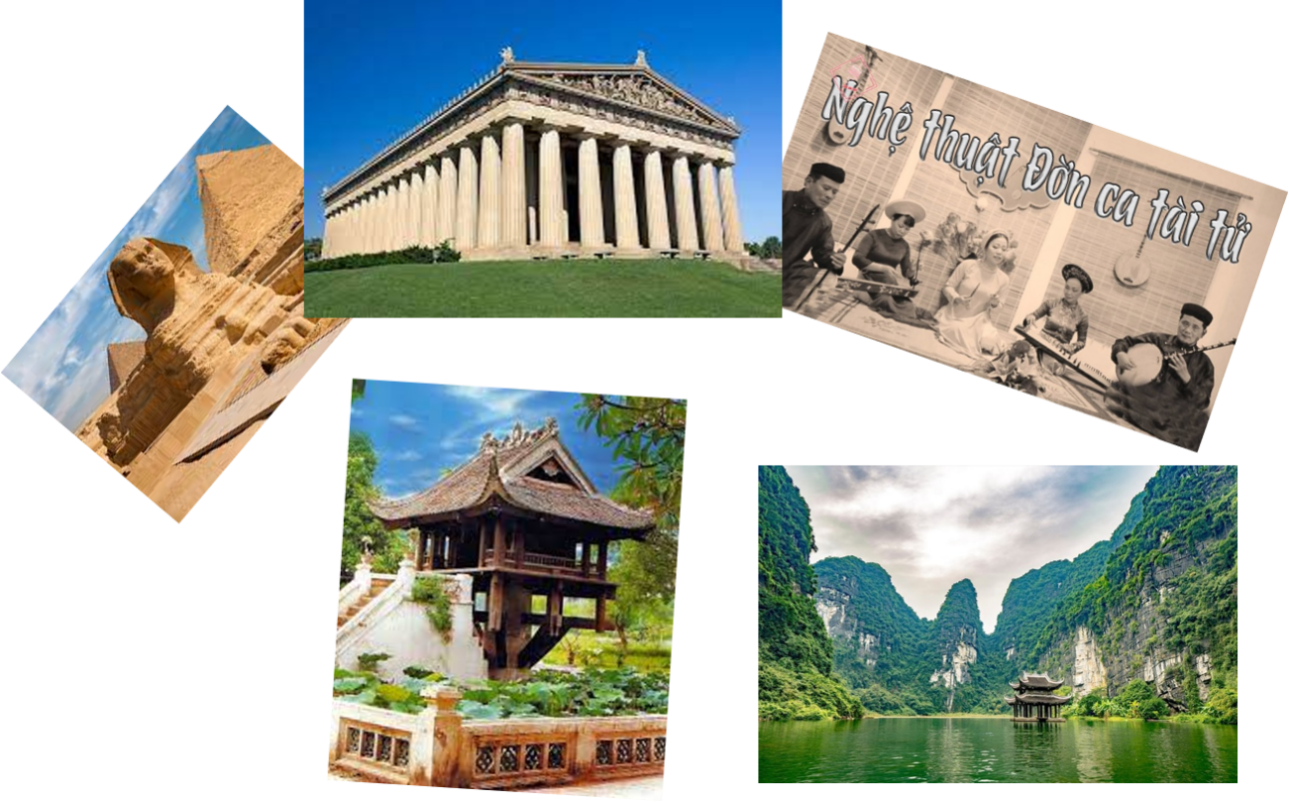 Nghệ thuật Đờn ca tài tử